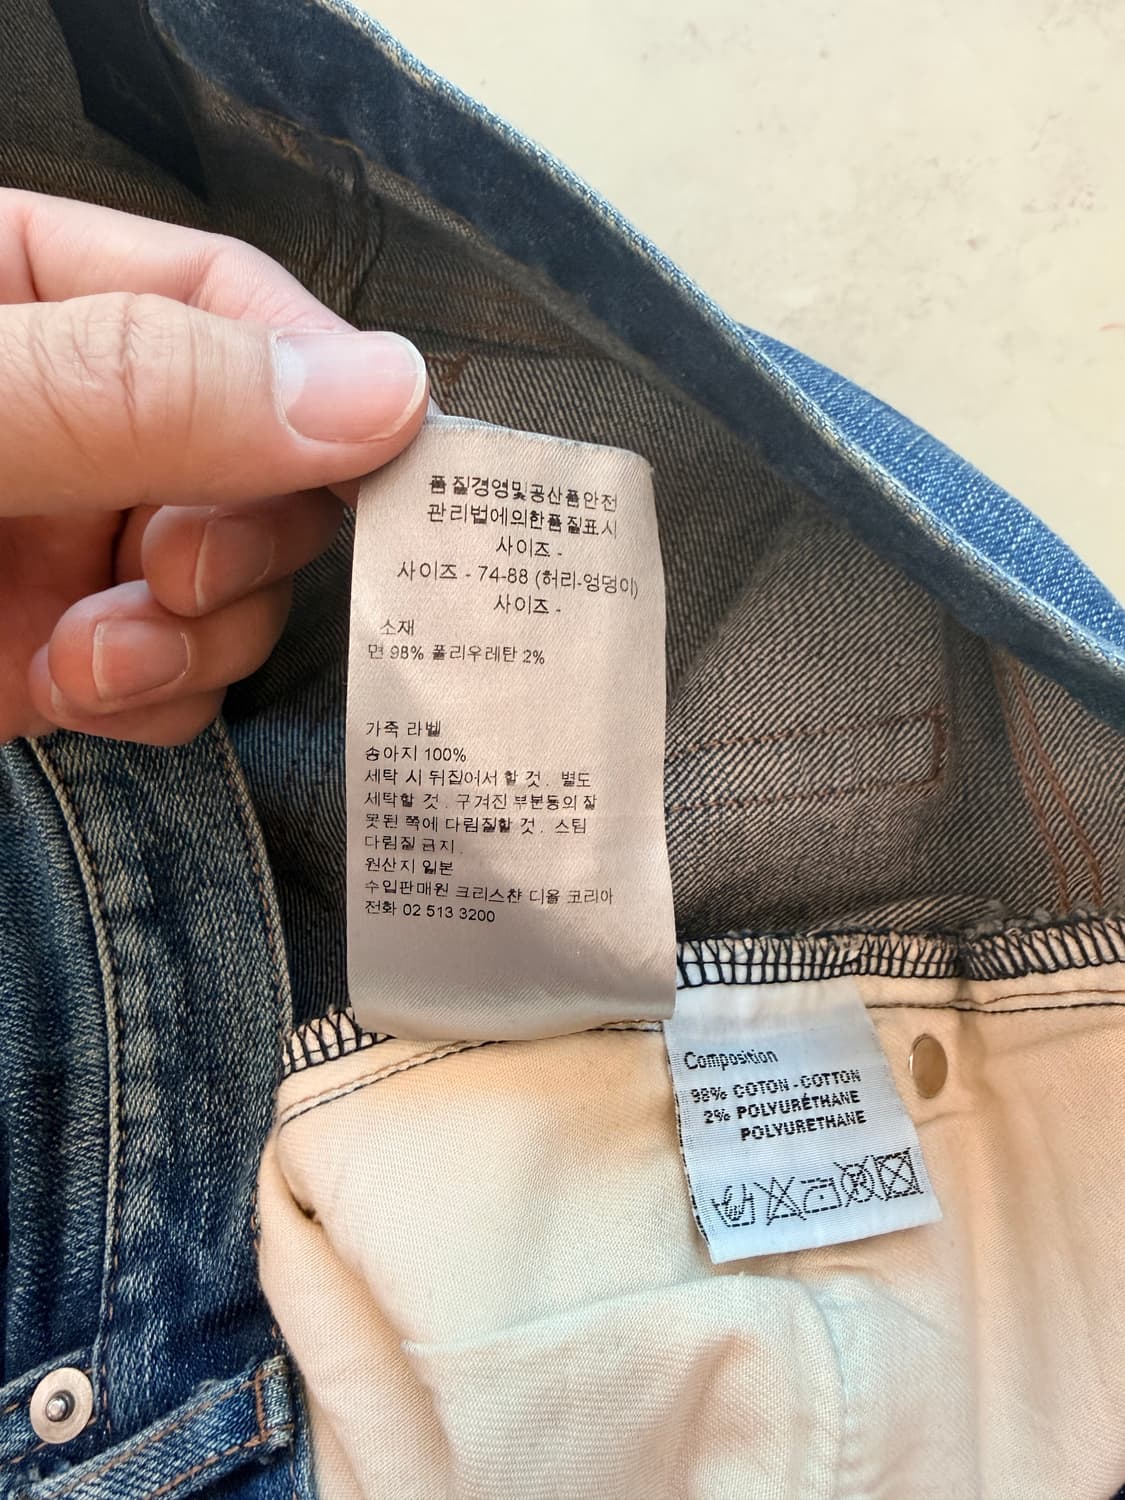 품질경영및공산품안전
관리법에의한품질표시
사이즈 -
사이즈 - 74-88 (허리-엉덩이)
사이즈 -
소재
면 98% 폴리우레탄 2%
가죽 라벨
송아지 100%
세탁 시 뒤집어서 할 것 . 별도
세탁할 것 . 구겨진 부분등의 잘
못된 쪽에 다림질할 것 . 스팀
다림질 금지.
원산지 일본
수입판매원 크리스챤 디올 코리아
전화 02 513 3200
Composition
98% COTON - COTTON
2% POLYURÉTHANE
POLYURETHANE